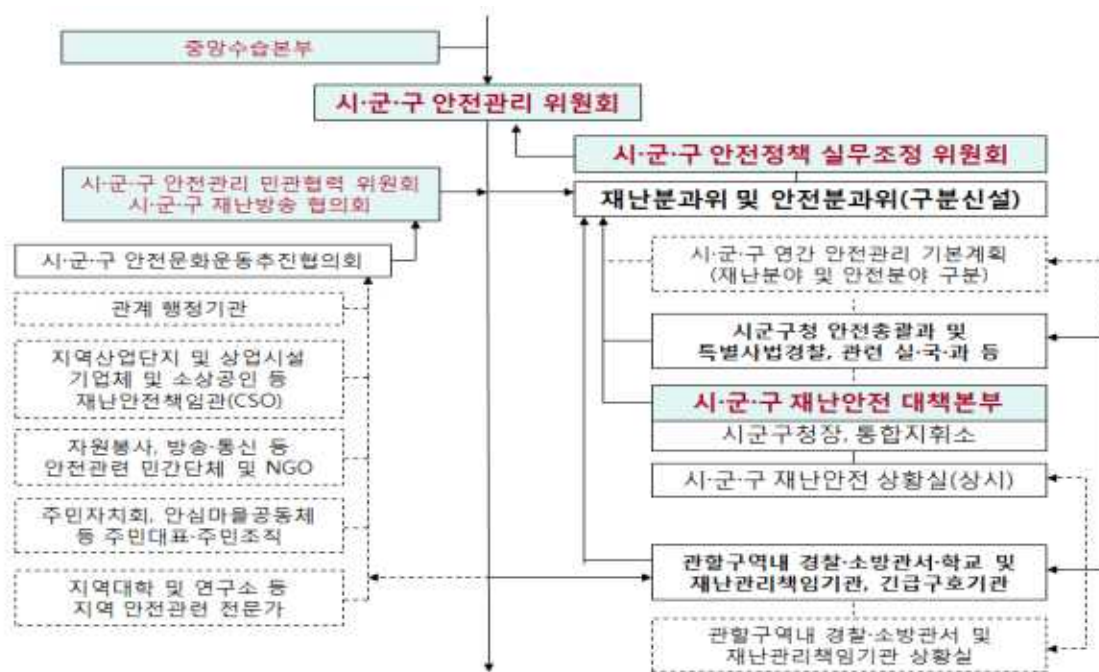 중앙수습본부
시·군·구 안전관리 위원회
시·군·구 안전정책 실무조정 위원회
시·군·구 안전관리 민관협력 위원회
시·군·구 재난방송 협의회
재난분과위 및 안전분과위(구분신설)
시·군·구 안전문화운동추진협의회
시·군·구 연간 안전관리 기본계획
(재난분야 및 안전분야 구분)
관계 행정기관
시군구청 안전총괄과 및
특별사법경찰, 관련 실·국·과 등
지역산업단지 및 상업시설
기업체 및 소상공인 등
재난안전책임관(CSO)
시·군·구 재난안전 대책본부
시군구청장, 통합지휘소
자원봉사, 방송·통신 등
안전관련 민간단체 및 NGO
시·군·구 재난안전 상황실(상시)
주민자치회, 안심마을공동체
등 주민대표·주민조직
관할구역내 경찰·소방관서·학교 및
재난관리책임기관, 긴급구호기관
지역대학 및 연구소 등
지역 안전관련 전문가
관할구역내 경찰·소방관서 및
재난관리책임기관 상황실